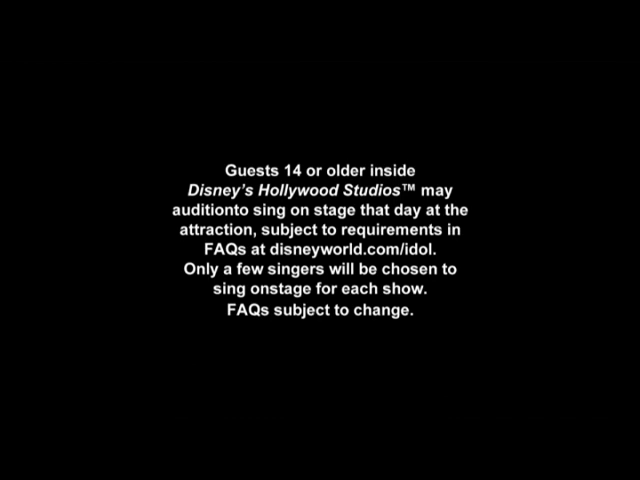 Guests 14 or older inside
Disney's Hollywood Studios™ may
auditionto sing on stage that day at the
attraction, subject to requirements in
FAQs at disneyworld.com/idol.
Only a few singers will be chosen to
sing onstage for each show.
FAQs subject to change.